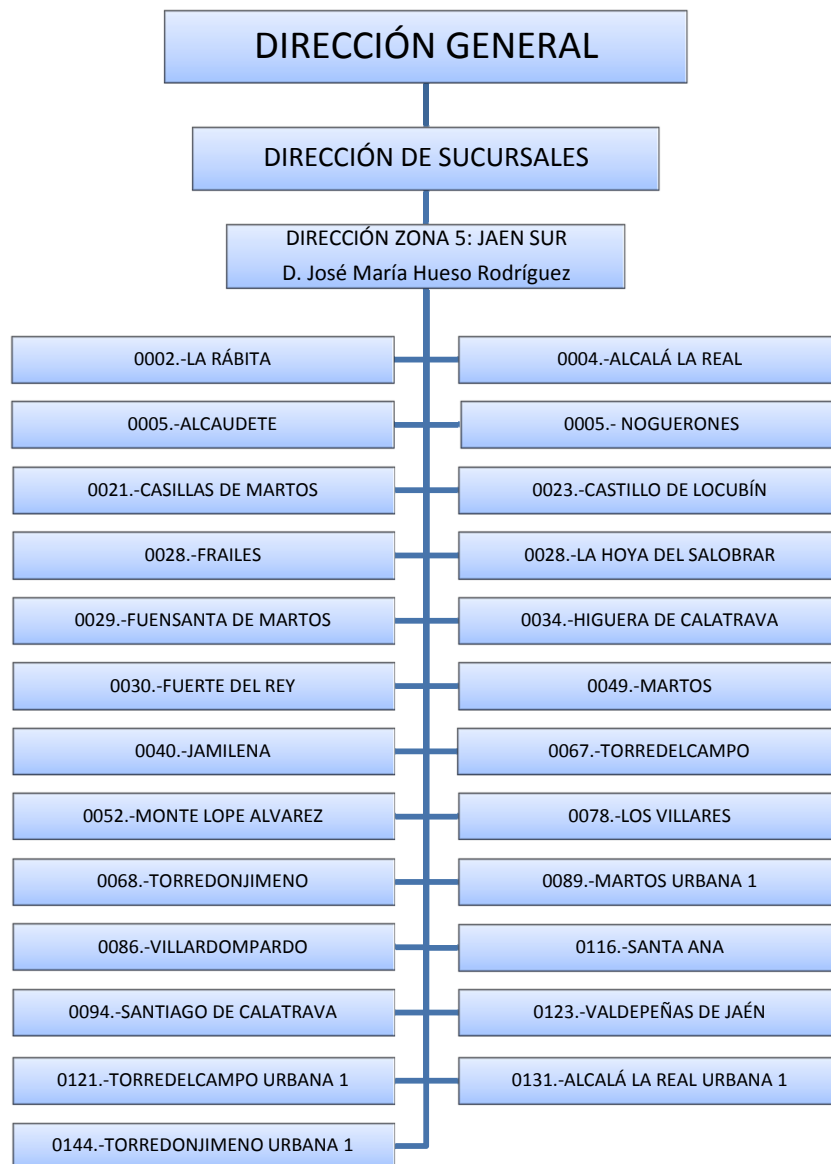 DIRECCIÓN GENERAL
DIRECCIÓN DE SUCURSALES
DIRECCIÓN ZONA 5: JAEN SUR
D. José María Hueso Rodríguez
0002.-LA RÁBITA
0004.-ALCALÁ LA REAL
0005.-ALCAUDETE
0005.- NOGUERONES
0021.-CASILLAS DE MARTOS
0023.-CASTILLO DE LOCUBÍN
0028.-FRAILES
0028.-LA HOYA DEL SALOBRAR
0029.-FUENSANTA DE MARTOS
0034.-HIGUERA DE CALATRAVA
0030.-FUERTE DEL REY
0049.-MARTOS
0040.-JAMILENA
0067.-TORREDELCAMPO
0052.-MONTE LOPE ALVAREZ
0078.-LOS VILLARES
0068.-TORREDONJIMENO
0089.-MARTOS URBANA 1
0086.-VILLARDOMPARDO
0116.-SANTA ANA
0094.-SANTIAGO DE CALATRAVA
0123.-VALDEPEÑAS DE JAÉN
0121.-TORREDELCAMPO URBANA 1
0131.-ALCALÁ LA REAL URBANA 1
0144.-TORREDONJIMENO URBANA 1